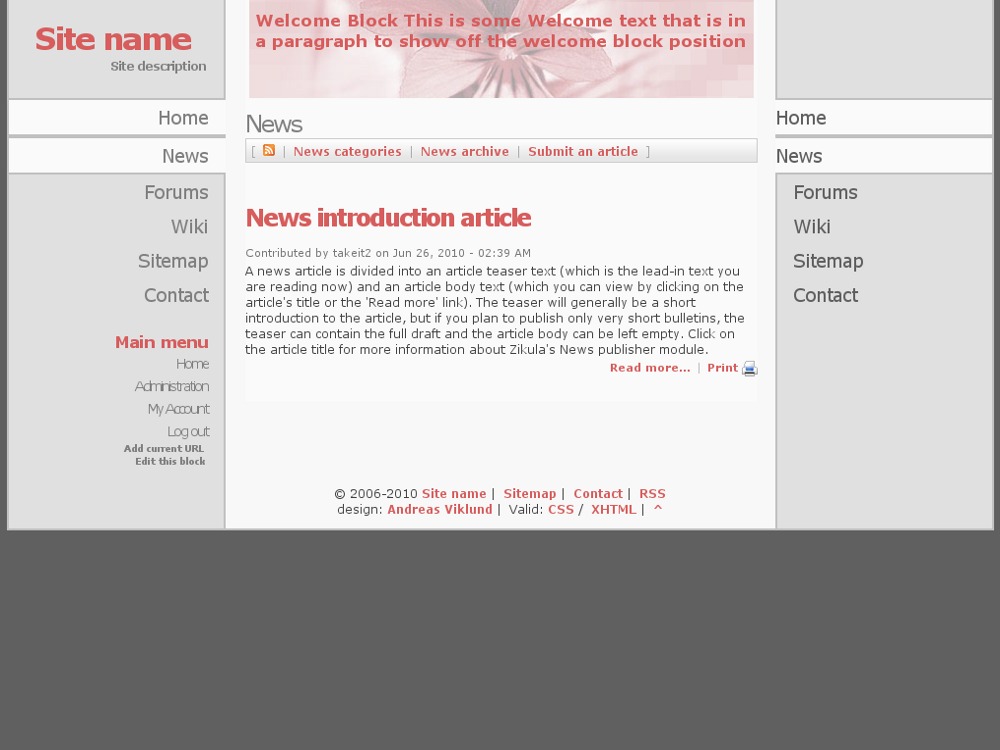 Site name
Site description
Home
News
Forums
Wiki
Sitemap
Contact
Main menu
Home
Administration
My Account
Log out
Add current URL
Edit this block
Welcome Block This is some Welcome text that is in
a paragraph to show off the welcome block position
News
[ | News categories | News archive | Submit an article ]
News introduction article
Contributed by takeit2 on Jun 26, 2010 - 02:39 AM
A news article is divided into an article teaser text (which is the lead-in text you
are reading now) and an article body text (which you can view by clicking on the
article's title or the 'Read more' link). The teaser will generally be a short
introduction to the article, but if you plan to publish only very short bulletins, the
teaser can contain the full draft and the article body can be left empty. Click on
the article title for more information about Zikula's News publisher module.
Read more... | Print
© 2006-2010 Site name | Sitemap | Contact | RSS
design: Andreas Viklund | Valid: CSS / XHTML | ^
Home
News
Forums
Wiki
Sitemap
Contact